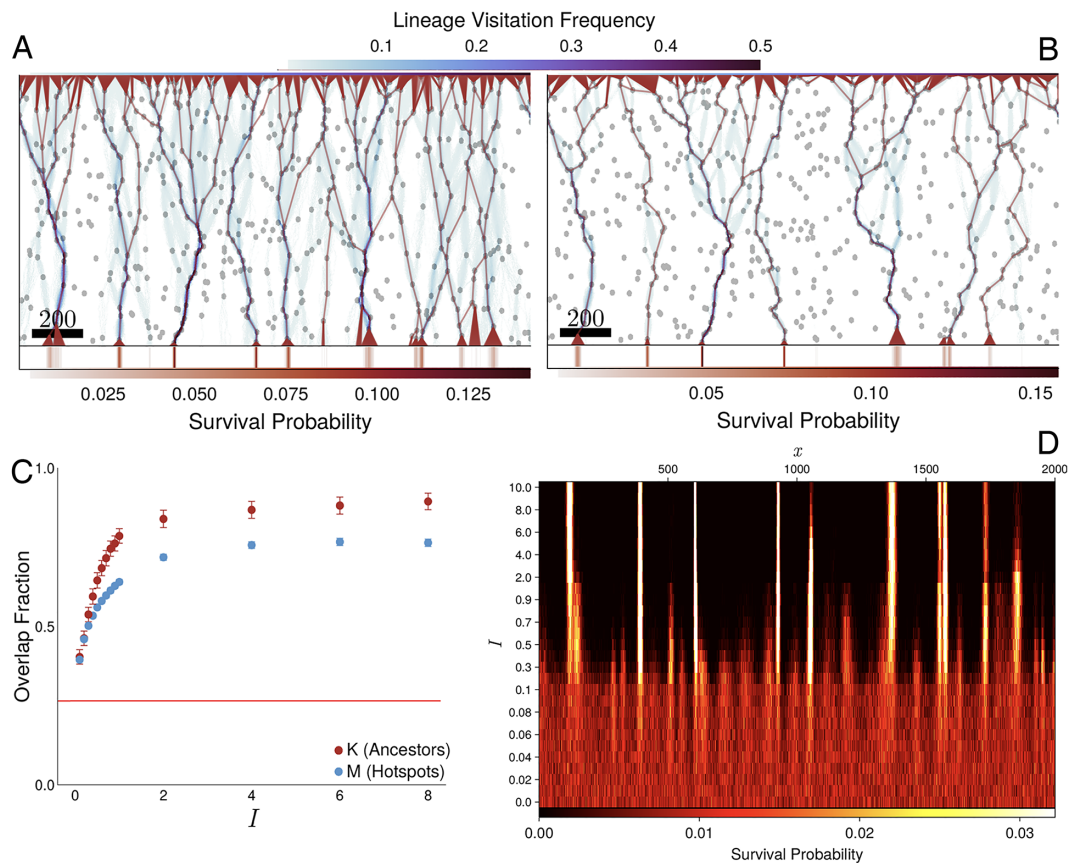 Lineage Visitation Frequency
A
B
0.1 0.2 0.3 0.4 0.5
200
200
0.025 0.050 0.075 0.100 0.125
Survival Probability
0.05 0.10 0.15
Survival Probability
C
1.0
0.5
0.0
Overlap Fraction
K (Ancestors)
M (Hotspots)
0 2 4 6 8
I
D
x
500 1000 1500 2000
10.0
8.0
6.0
4.0
2.0
0.9
0.7
0.5
0.3
0.1
0.08
0.06
0.04
0.02
0.0
I
0.00 0.01 0.02 0.03
Survival Probability